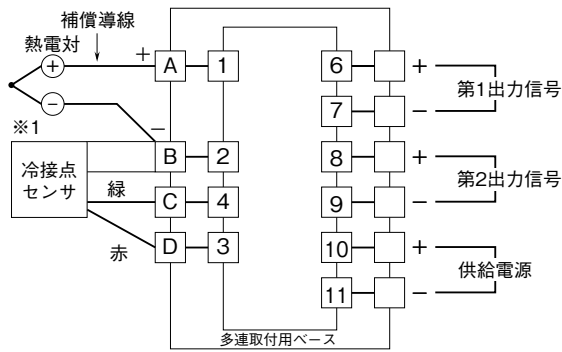 補償導線
熱電対
+
−
※1
冷接点
センサ
緑
赤
+
−
A
B
C
D
1
2
4
3
6
7
8
9
10
11
+
第1出力信号
−
+
第2出力信号
−
+
供給電源
−
多連取付用ベース